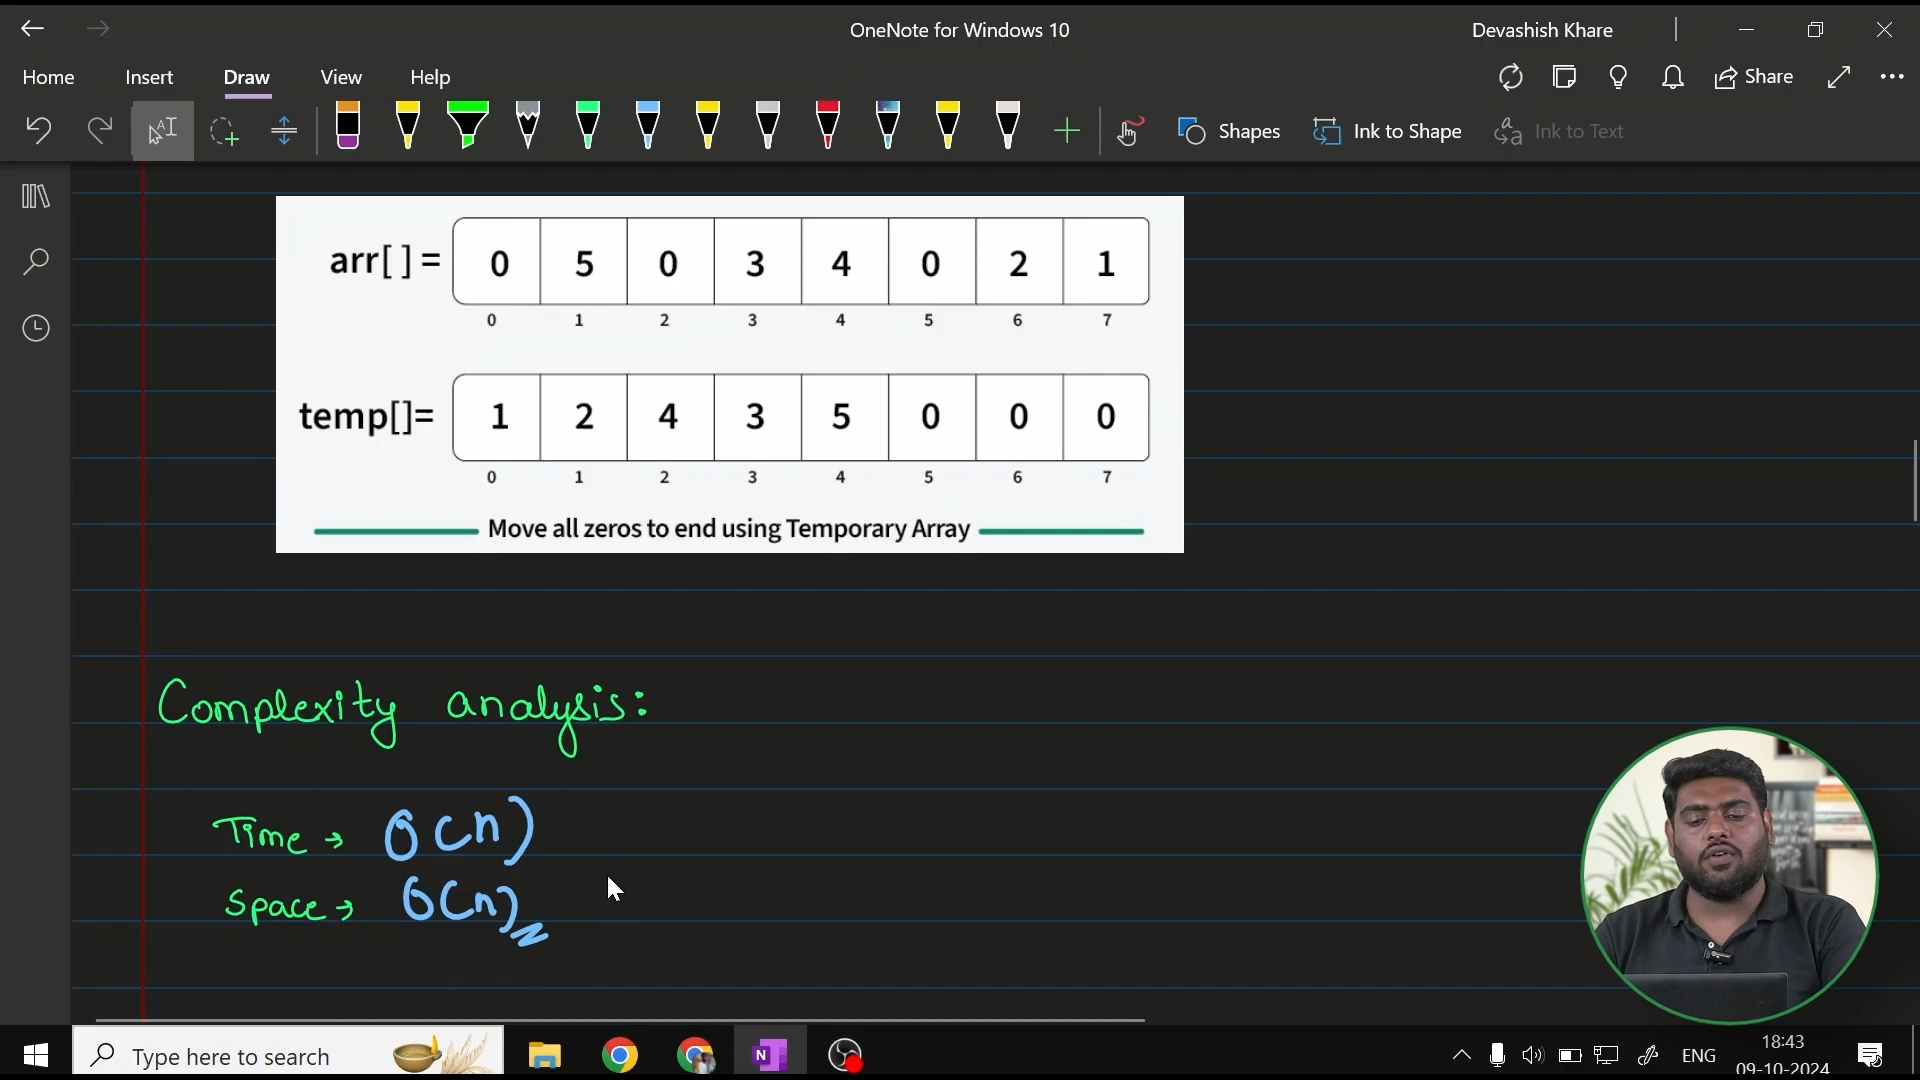 OneNote for Windows 10
Devashish Khare
Home Insert Draw View Help
Share
Shapes Ink to Shape Ink to Text
arr[ ] = 0 5 0 3 4 0 2 1
0 1 2 3 4 5 6 7
temp[]= 1 2 4 3 5 0 0 0
0 1 2 3 4 5 6 7
Move all zeros to end using Temporary Array
Complexity analysis:
Time → O(n)
Space → O(n)
Type here to search
ENG
18:43
09-10-2024